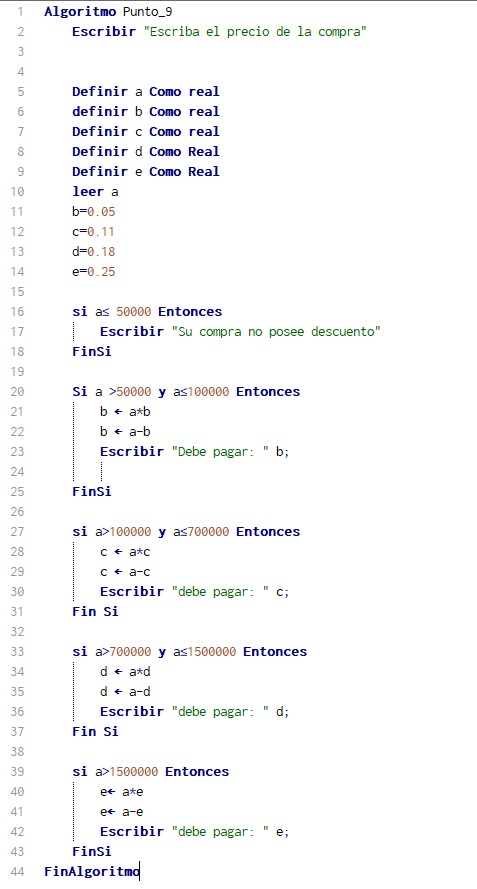 1 Algoritmo Punto_9
2 Escribir "Escriba el precio de la compra"
3
4
5 Definir a Como real
6 definir b Como real
7 Definir c Como real
8 Definir d Como Real
9 Definir e Como Real
10 leer a
11 b=0.05
12 c=0.11
13 d=0.18
14 e=0.25
15
16 si a≤ 50000 Entonces
17 Escribir "Su compra no posee descuento"
18 FinSi
19
20 Si a >50000 y a≤100000 Entonces
21 b ← a*b
22 b ← a-b
23 Escribir "Debe pagar: " b;
24
25 FinSi
26
27 si a>100000 y a≤700000 Entonces
28 c ← a*c
29 c ← a-c
30 Escribir "debe pagar: " c;
31 Fin Si
32
33 si a>700000 y a≤1500000 Entonces
34 d ← a*d
35 d ← a-d
36 Escribir "debe pagar: " d;
37 Fin Si
38
39 si a>1500000 Entonces
40 e← a*e
41 e← a-e
42 Escribir "debe pagar: " e;
43 FinSi
44 FinAlgoritmo